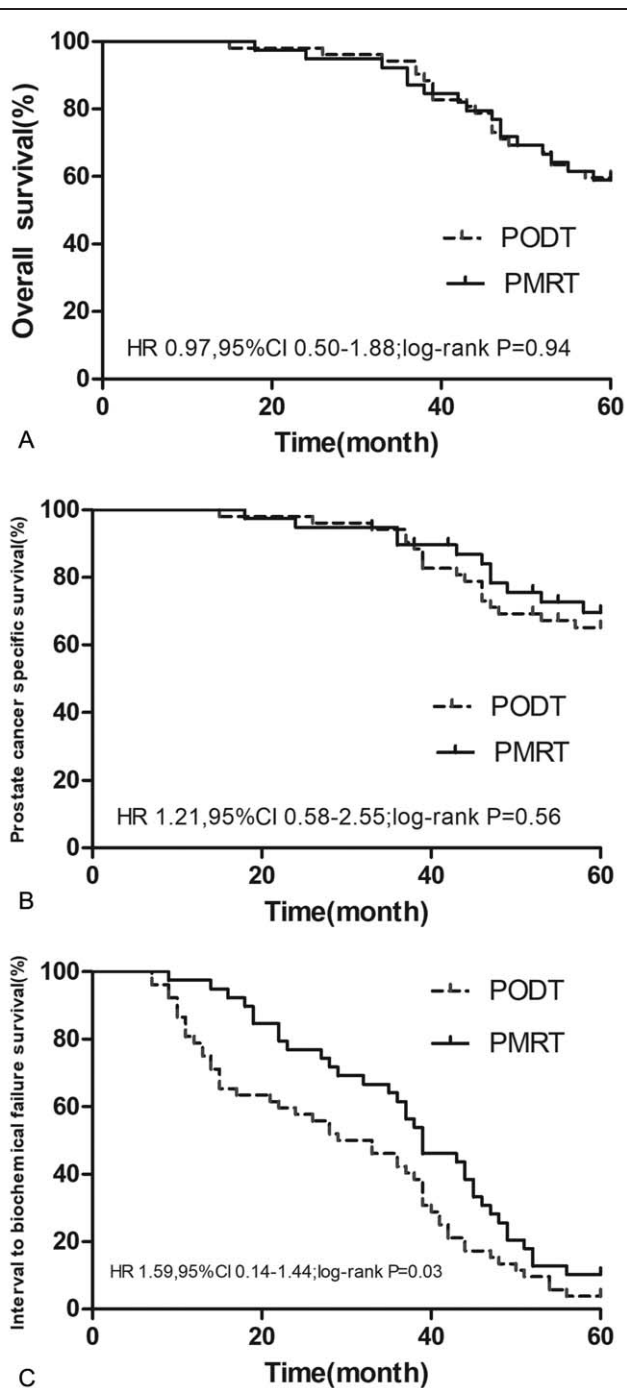 100
80
60
40
20
0
Overall survival(%)
PODT
PMRT
HR 0.97,95%CI 0.50-1.88;log-rank P=0.94
0 20 40 60
Time(month)
A
100
80
60
40
20
0
Prostate cancer specific survival(%)
PODT
PMRT
HR 1.21,95%CI 0.58-2.55;log-rank P=0.56
0 20 40 60
Time(month)
B
100
80
60
40
20
0
Interval to biochemical failure survival(%)
PODT
PMRT
HR 1.59,95%CI 0.14-1.44;log-rank P=0.03
0 20 40 60
Time(month)
C